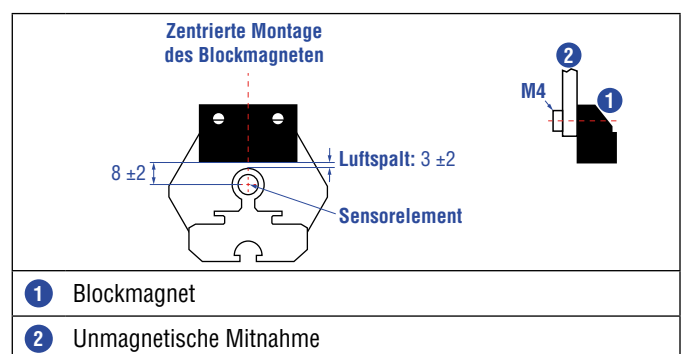 Zentrierte Montage
des Blockmagneten
2
M4
1
Luftspalt: 3 ±2
8 ±2
Sensorelement
1 Blockmagnet
2 Unmagnetische Mitnahme